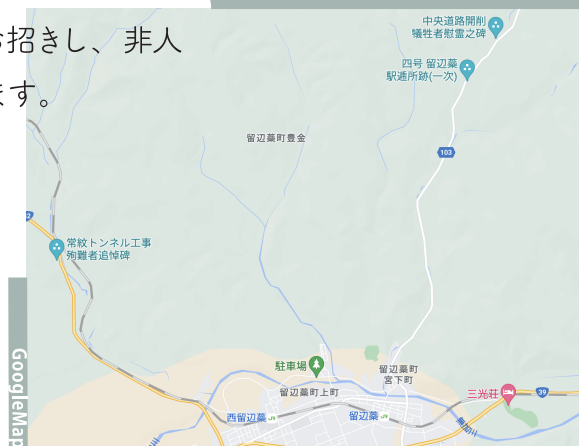 お招きし、非人
ます。
中央道路開削
犠牲者慰霊之碑
四号 留辺蘂
駅逓所跡(一次)
留辺蘂町豊金
103
常紋トンネル工事
殉難者追悼碑
駐車場
留辺蘂町
宮下町
留辺蘂町上町
三光荘
39
西留辺蘂
留辺蘂
無加川
GoogleMap